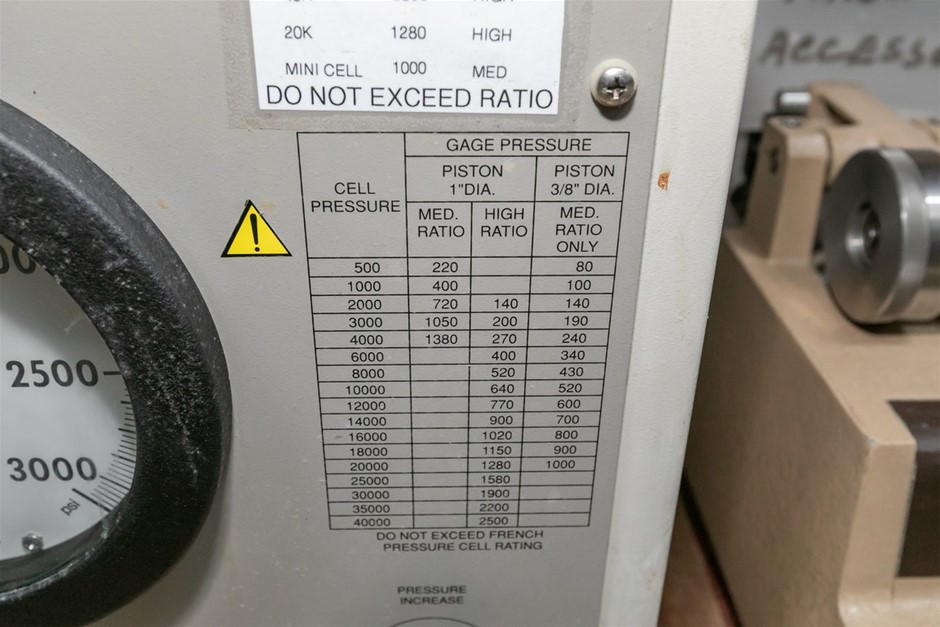 20K 1280 HIGH
MINI CELL 1000 MED
DO NOT EXCEED RATIO
CELL PRESSURE
GAGE PRESSURE
PISTON 1"DIA.
PISTON 3/8" DIA.
MED. RATIO
HIGH RATIO
MED. RATIO ONLY
500 220 80
1000 400 100
2000 720 140 140
3000 1050 200 190
4000 1380 270 240
6000 400 340
8000 520 430
10000 640 520
12000 770 600
14000 900 700
16000 1020 800
18000 1150 900
20000 1280 1000
25000 1580
30000 1900
35000 2200
40000 2500
DO NOT EXCEED FRENCH
PRESSURE CELL RATING
PRESSURE
INCREASE
!
2500
3000
psi